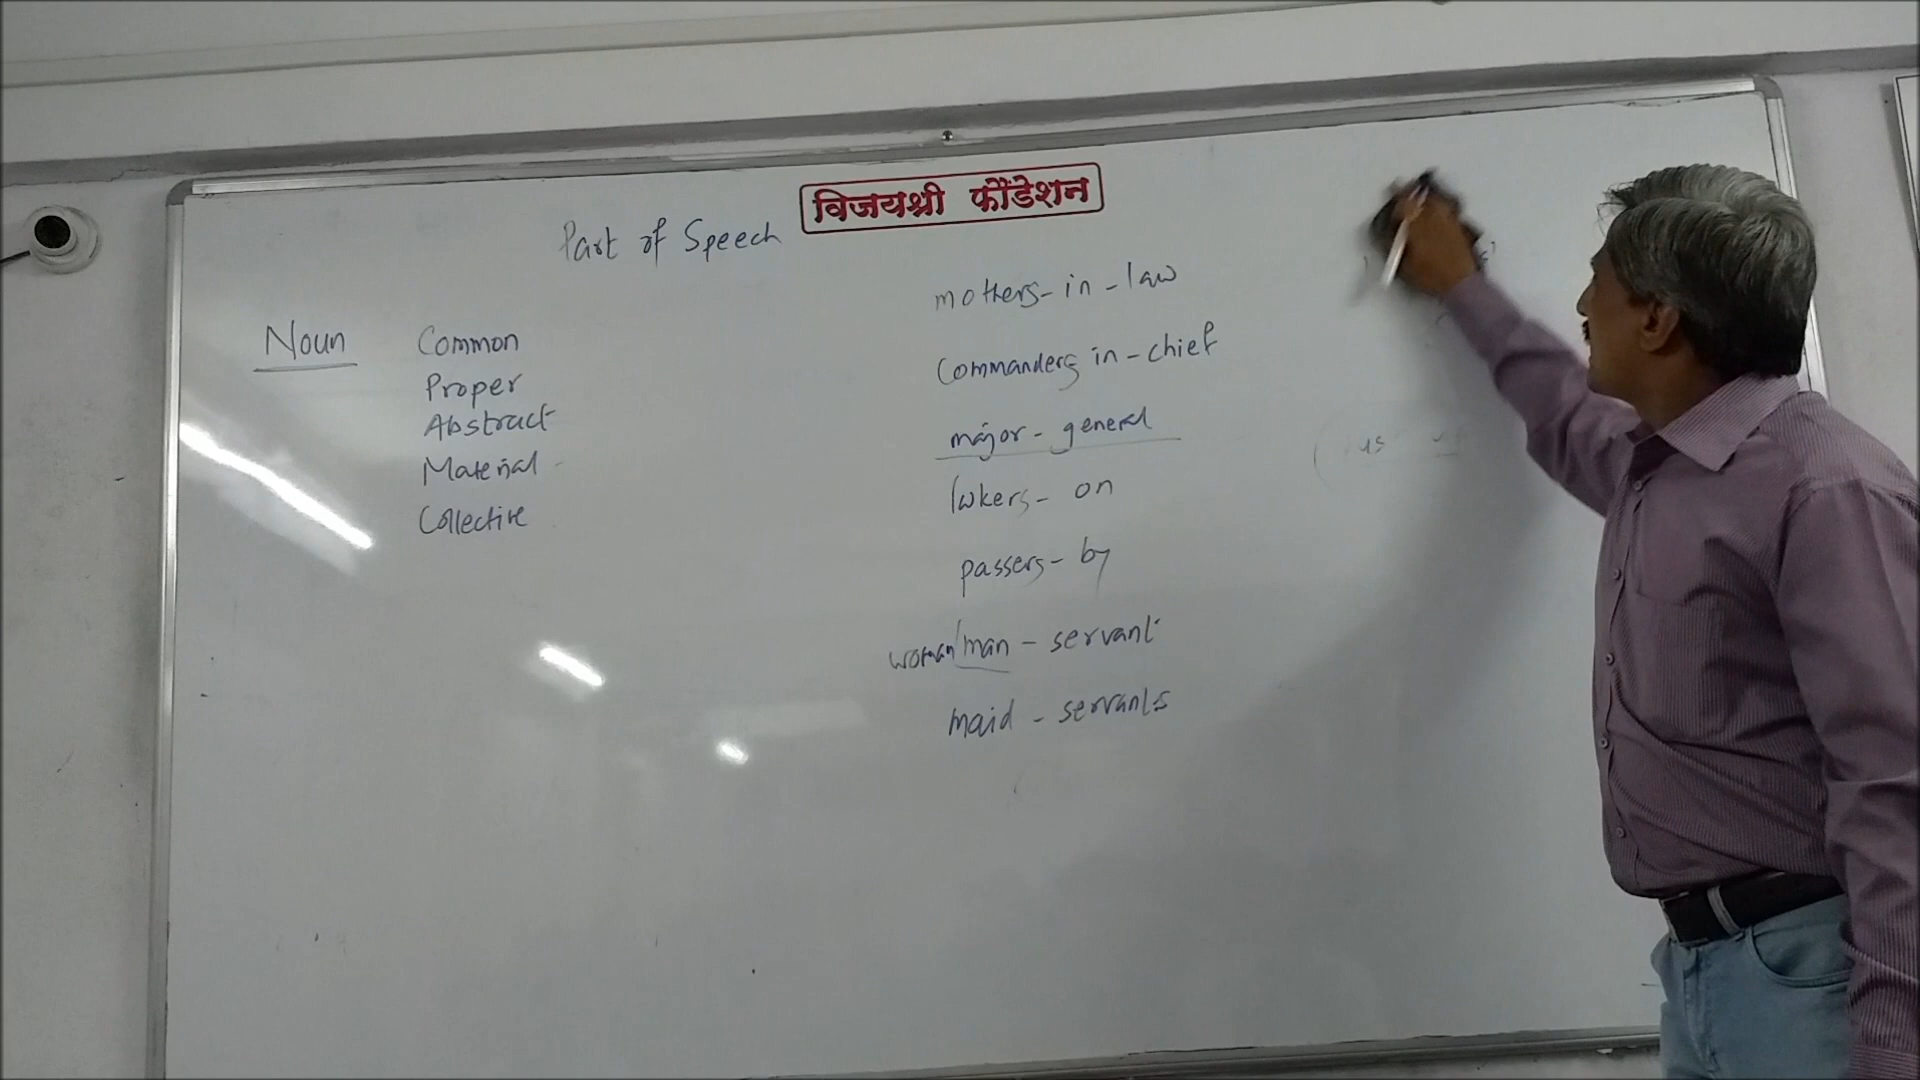 विजयश्री फौंडेशन
Part of Speech
Noun
Common
Proper
Abstract
Material
Collective
mothers-in-law
Commanders in-chief
major-general
lookers-on
passers-by
woman/man-servant
maid-servants